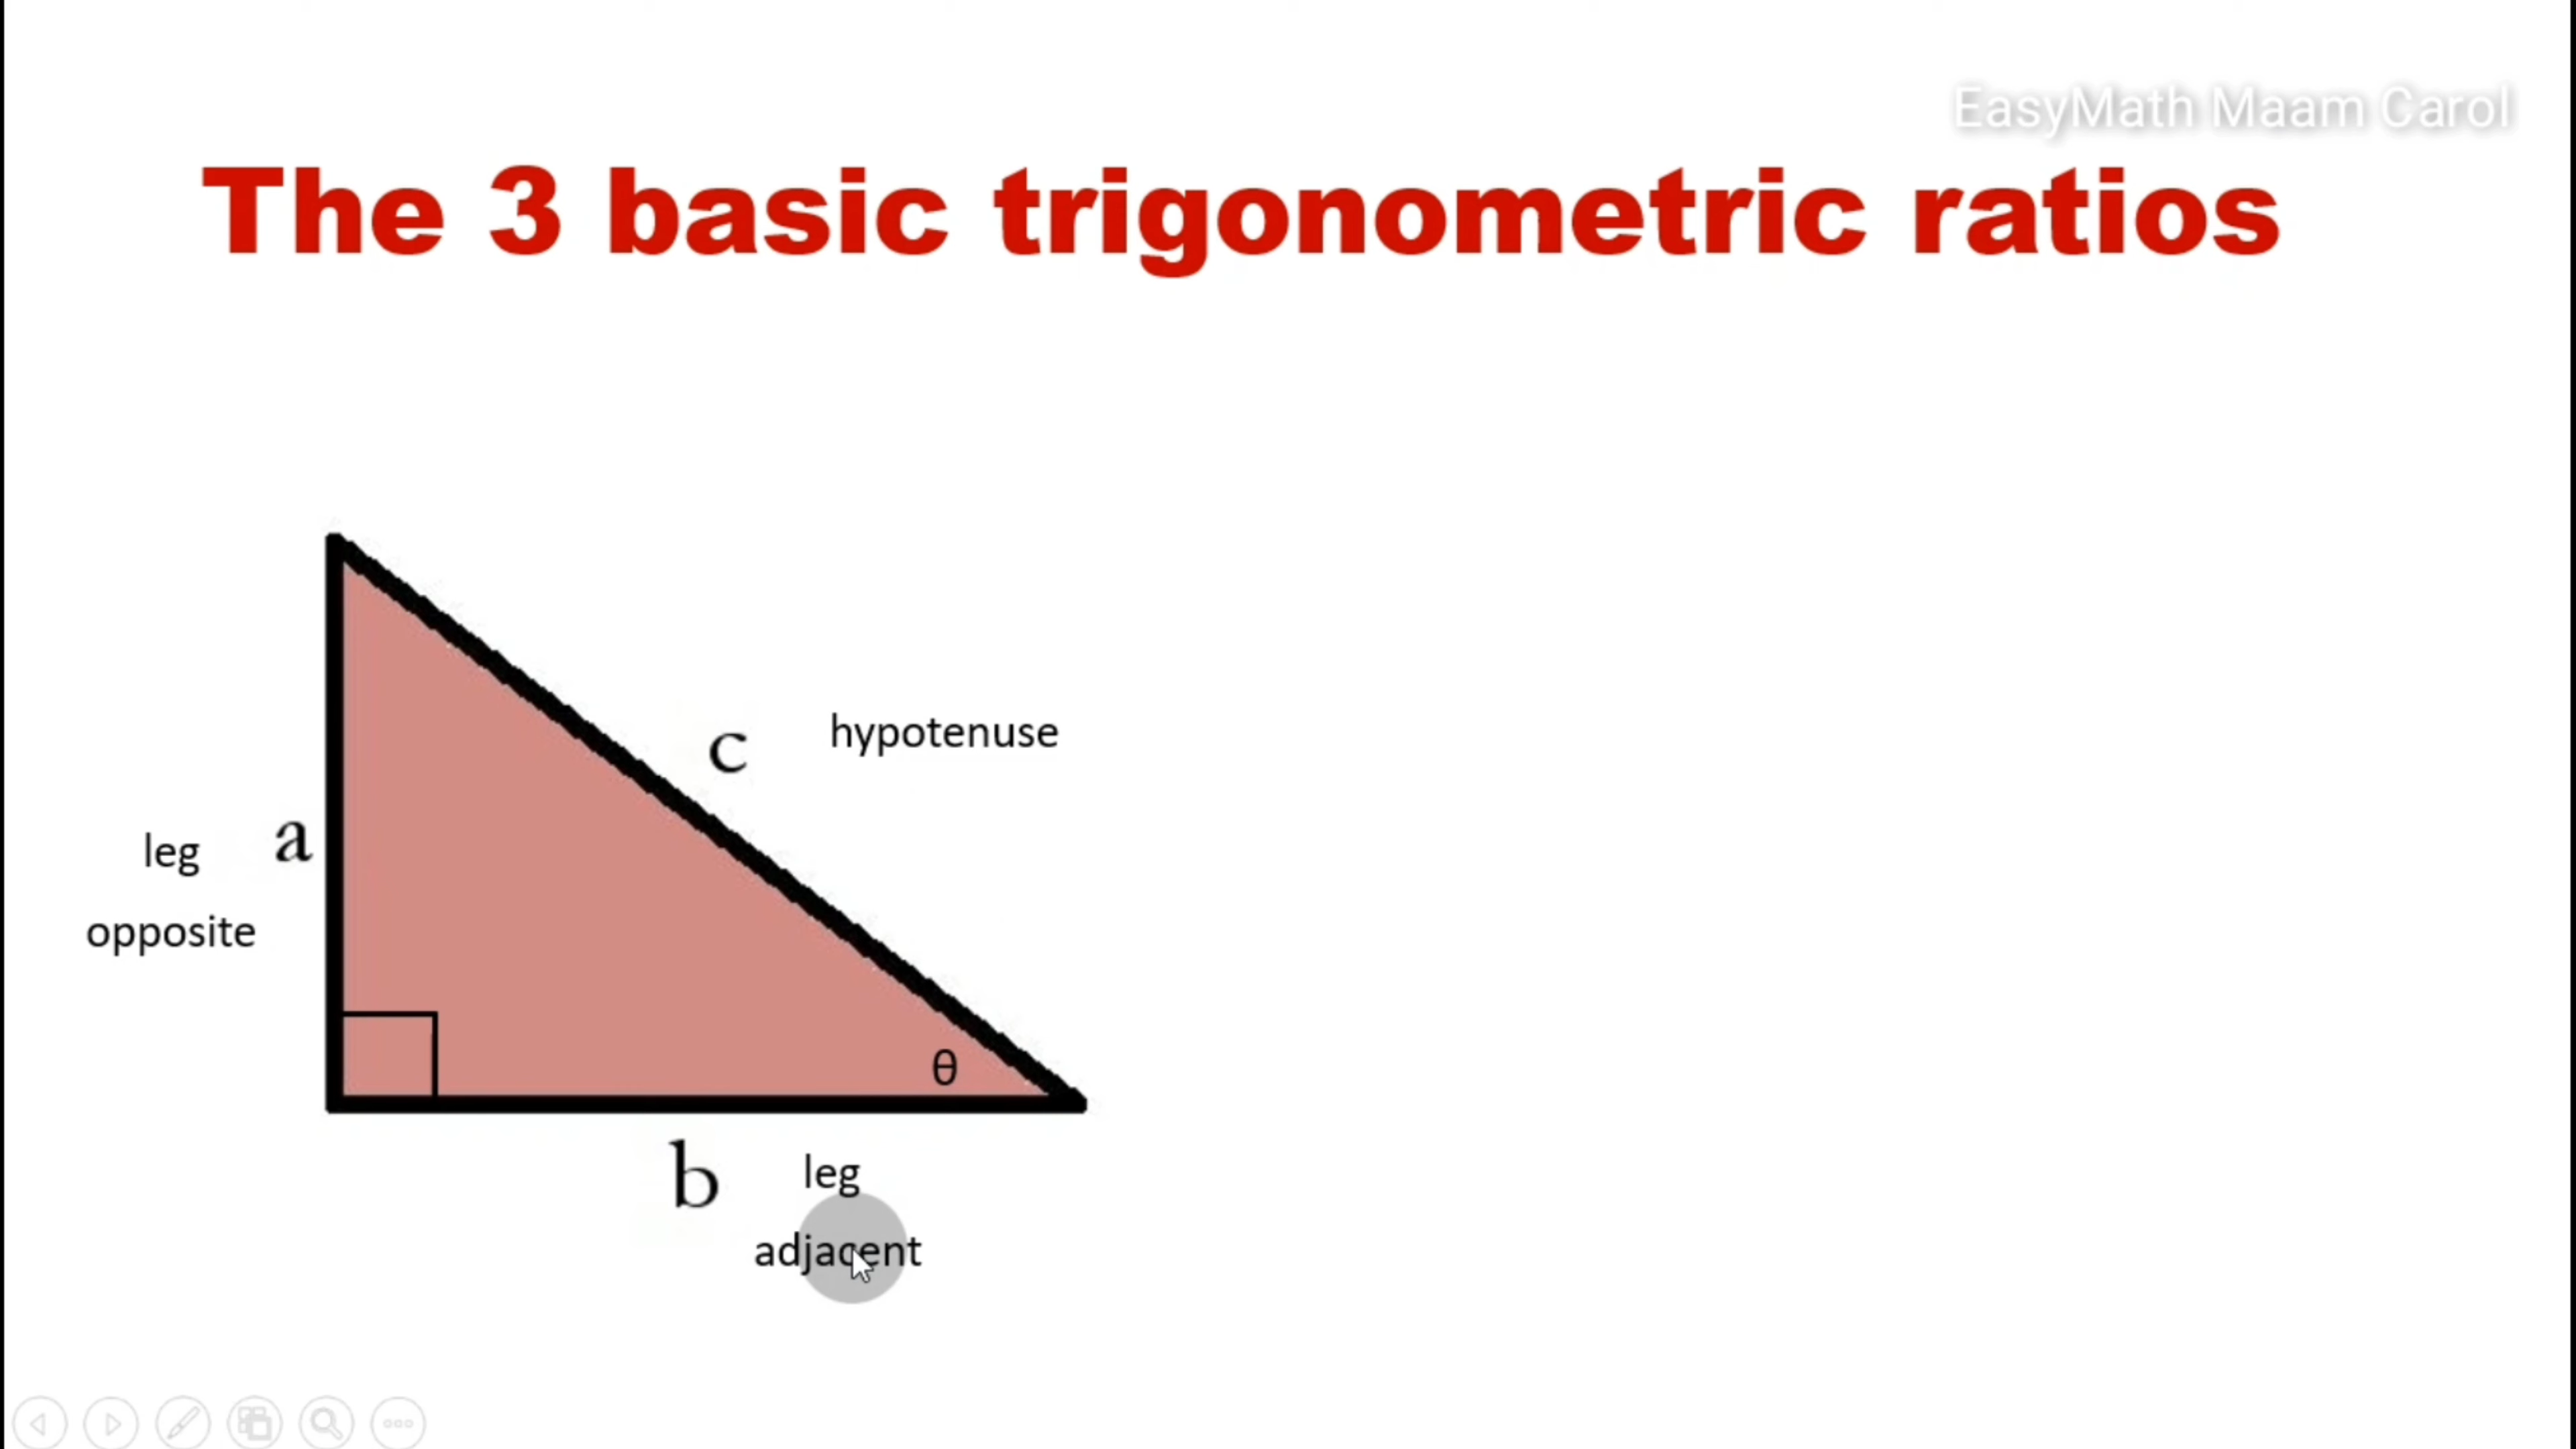 EasyMath Maam Carol
The 3 basic trigonometric ratios
c hypotenuse
leg a
opposite
θ
b leg
adjacent